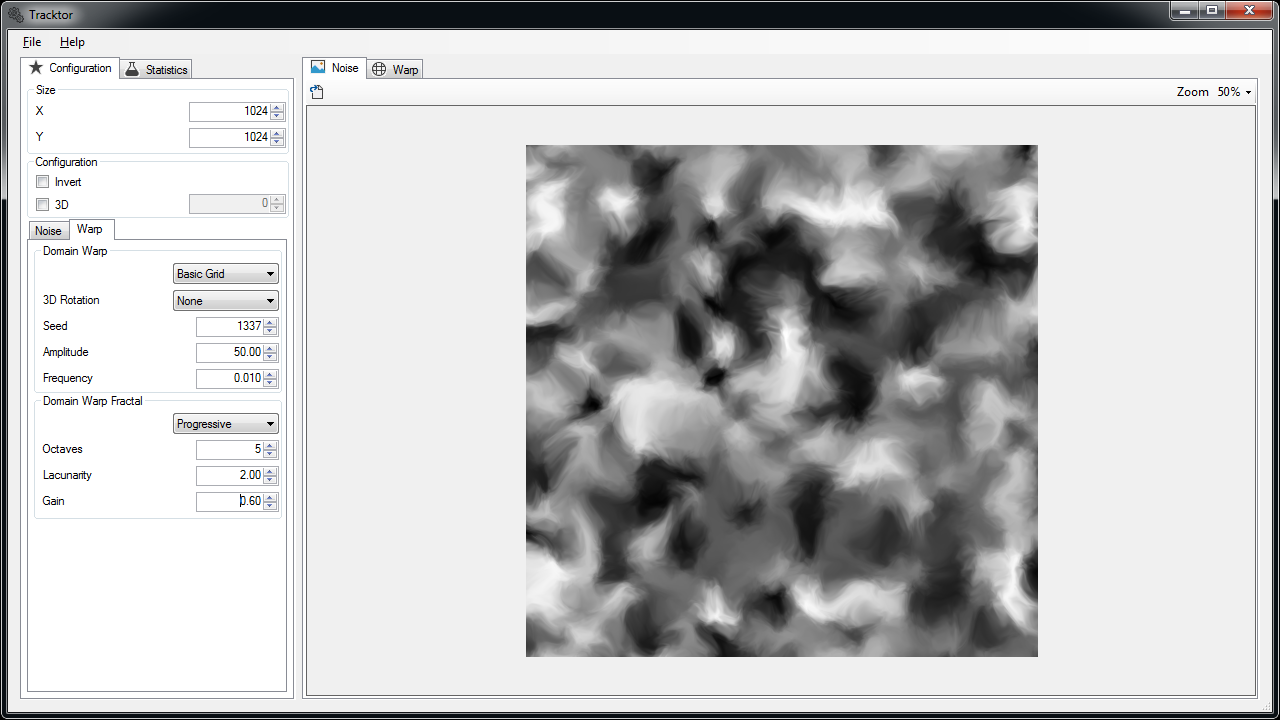 Tracktor
File Help
Configuration Statistics
Size
X 1024
Y 1024
Configuration
Invert
3D 0
Noise Warp
Domain Warp
Basic Grid
3D Rotation None
Seed 1337
Amplitude 50.00
Frequency 0.010
Domain Warp Fractal
Progressive
Octaves 5
Lacunarity 2.00
Gain 0.60
Noise Warp
Zoom 50%